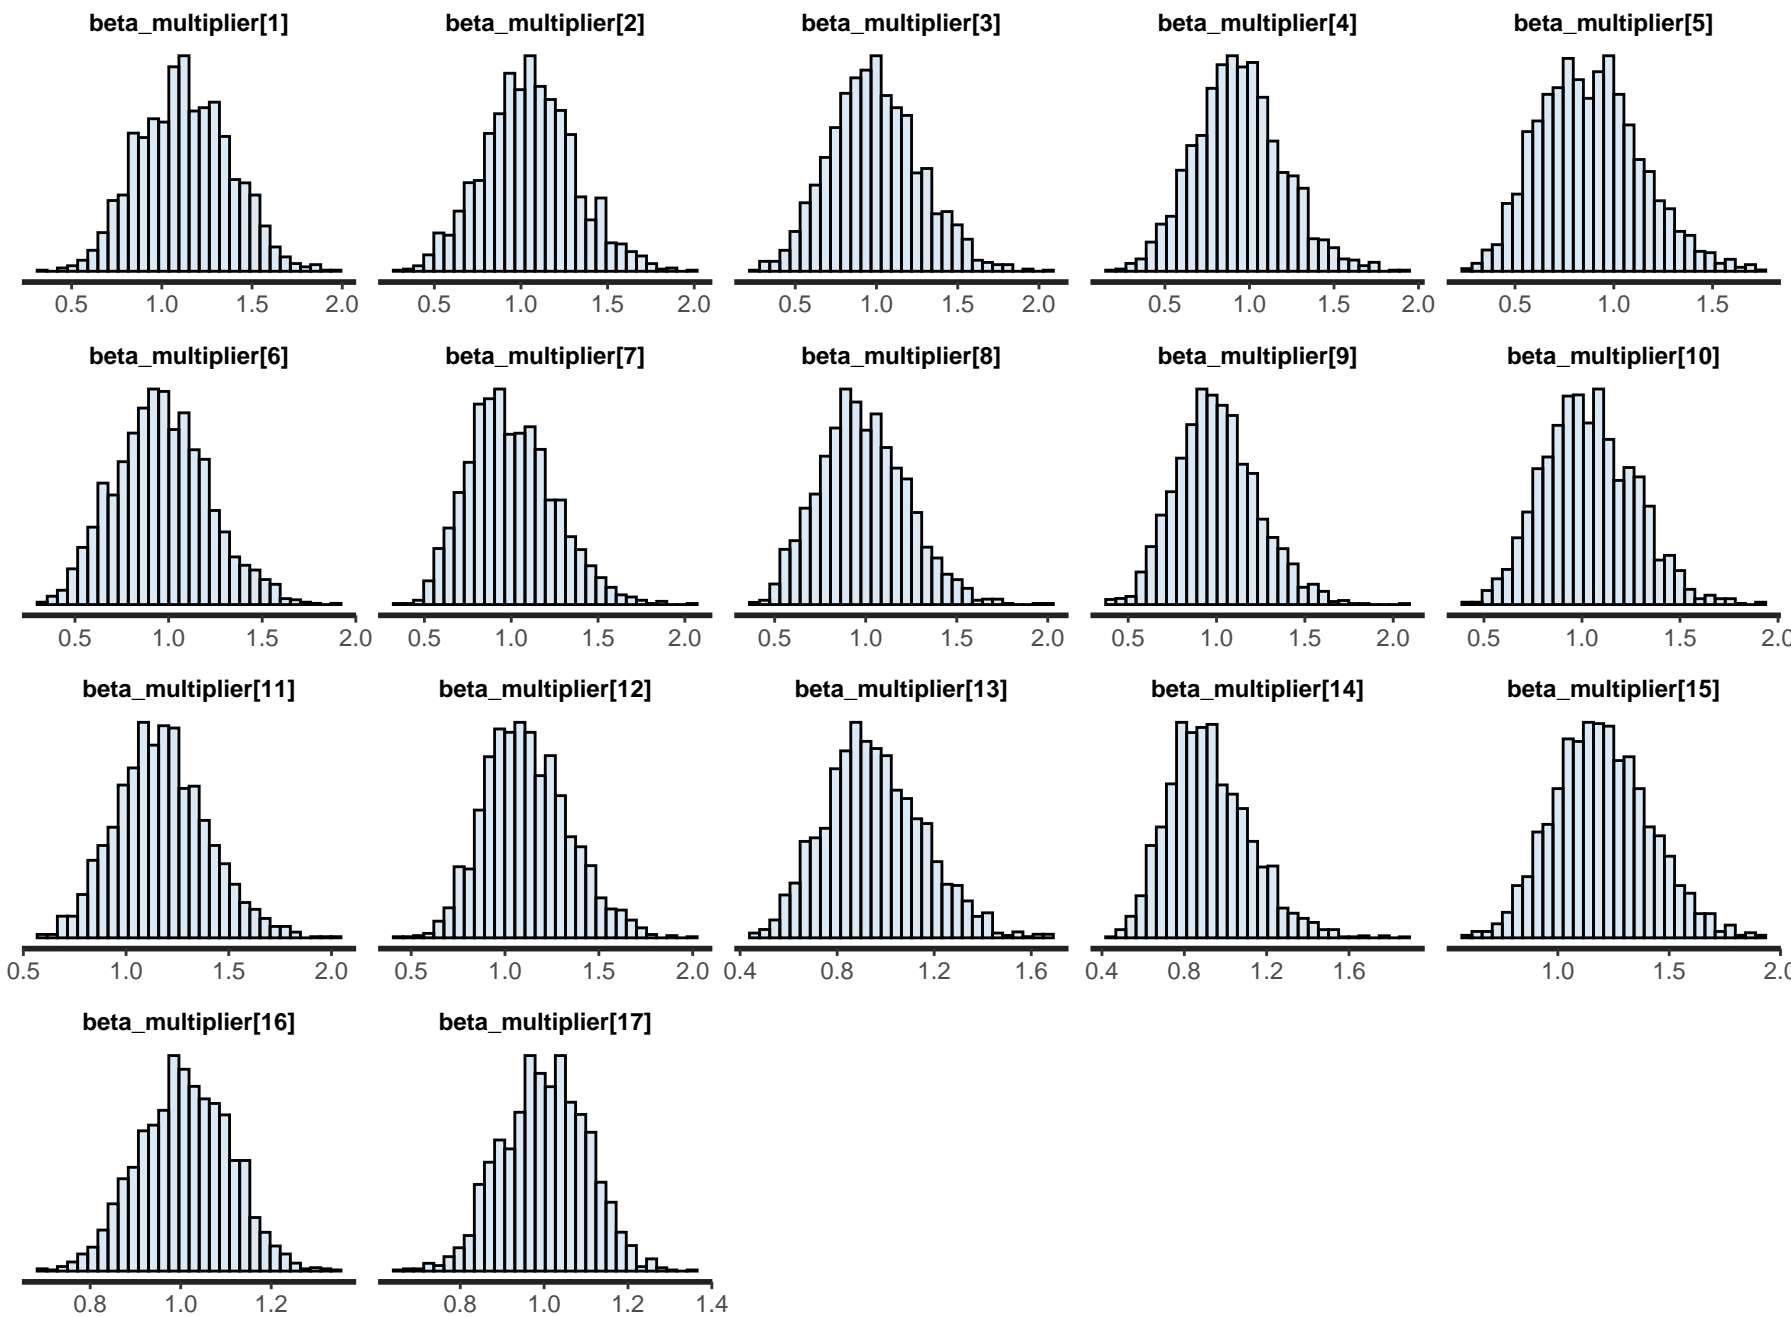 beta_multiplier[1] beta_multiplier[2] beta_multiplier[3] beta_multiplier[4] beta_multiplier[5]
0.5 1.0 1.5 2.0 0.5 1.0 1.5 2.0 0.5 1.0 1.5 2.0 0.5 1.0 1.5 2.0 0.5 1.0 1.5
beta_multiplier[6] beta_multiplier[7] beta_multiplier[8] beta_multiplier[9] beta_multiplier[10]
0.5 1.0 1.5 2.0 0.5 1.0 1.5 2.0 0.5 1.0 1.5 2.0 0.5 1.0 1.5 2.0 0.5 1.0 1.5 2.0
beta_multiplier[11] beta_multiplier[12] beta_multiplier[13] beta_multiplier[14] beta_multiplier[15]
0.5 1.0 1.5 2.0 0.5 1.0 1.5 2.0 0.4 0.8 1.2 1.6 0.4 0.8 1.2 1.6 1.0 1.5 2.0
beta_multiplier[16] beta_multiplier[17]
0.8 1.0 1.2 0.8 1.0 1.2 1.4